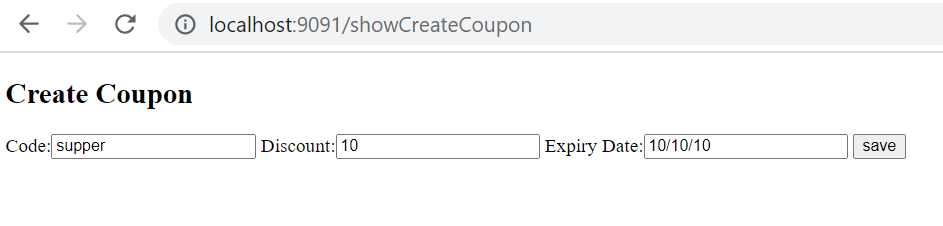 localhost:9091/showCreateCoupon
Create Coupon
Code: supper Discount: 10 Expiry Date: 10/10/10 save